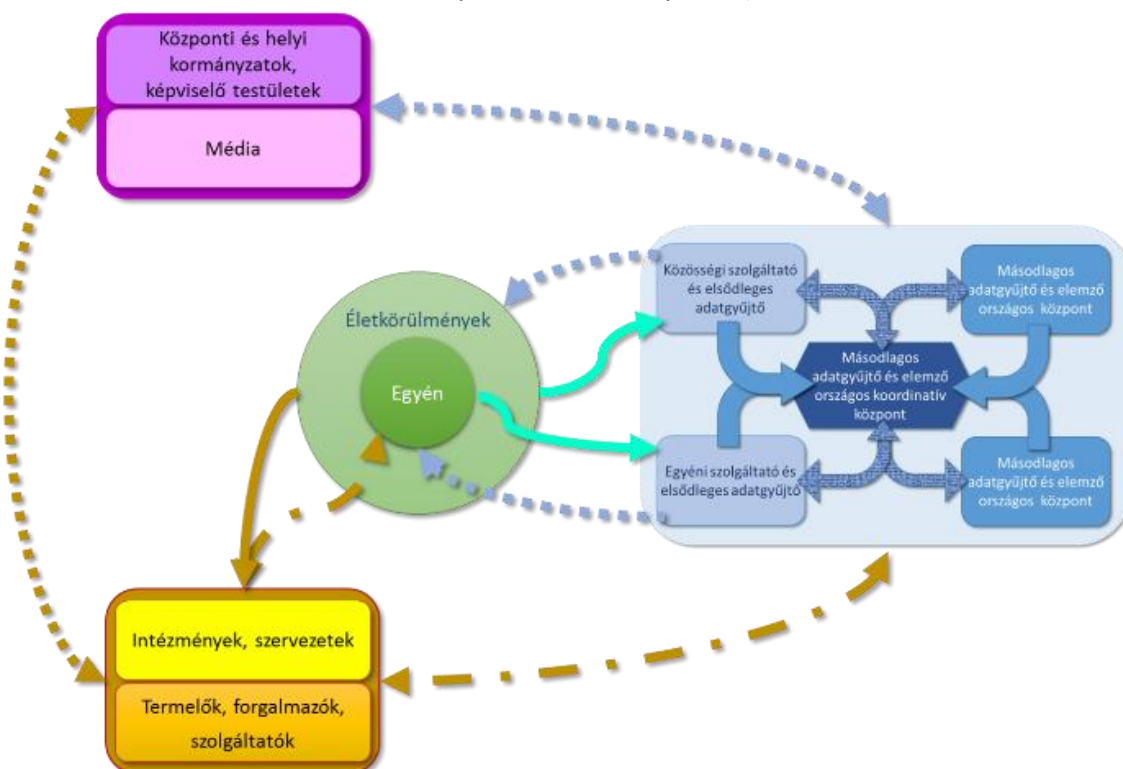 Központi és helyi
kormányzatok,
képviselő testületek
Média
Közösségi szolgáltató
és elsődleges
adatgyűjtő
Másodlagos
adatgyűjtő és elemző
országos központ
Életkörülmények
Egyén
Másodlagos
adatgyűjtő és elemző
országos koordinatív
központ
Egyéni szolgáltató és
elsődleges adatgyűjtő
Másodlagos
adatgyűjtő és elemző
országos központ
Intézmények, szervezetek
Termelők, forgalmazók,
szolgáltatók